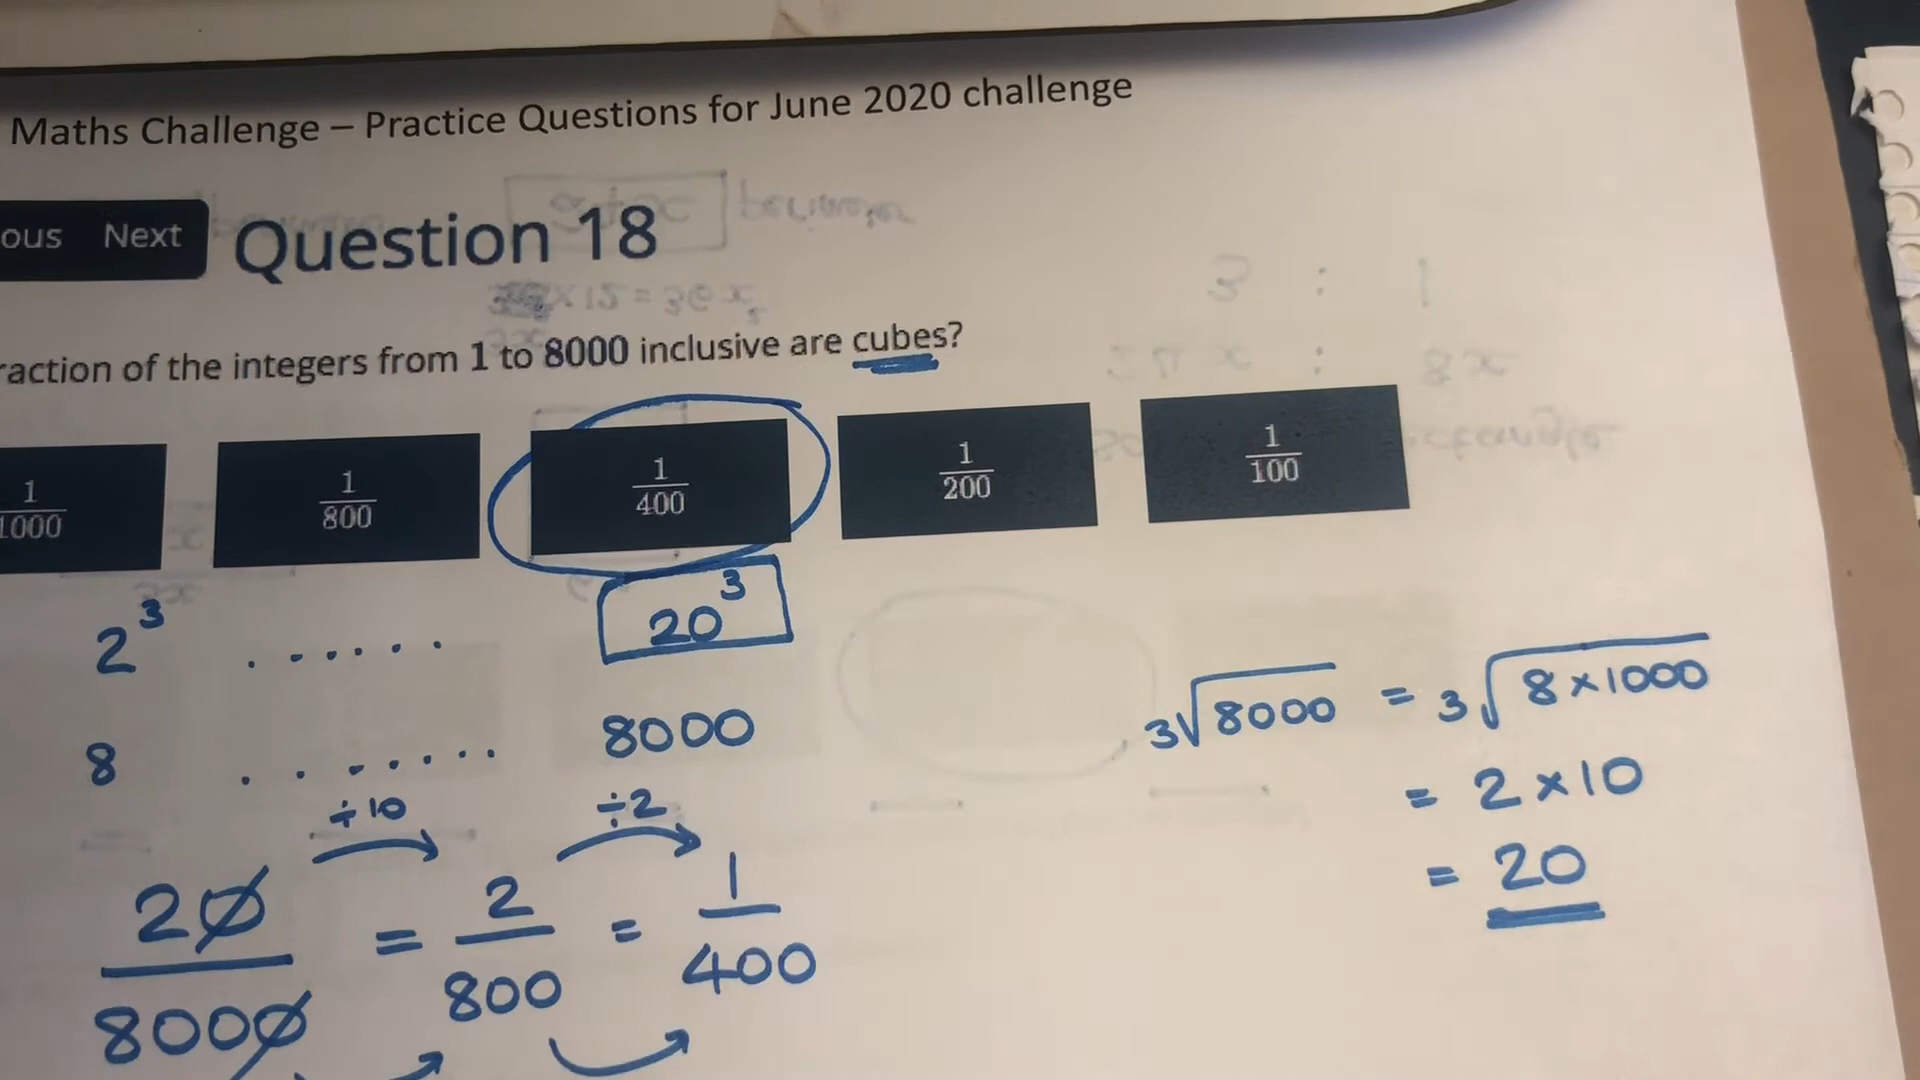 Maths Challenge – Practice Questions for June 2020 challenge
ous Next Question 18
raction of the integers from 1 to 8000 inclusive are cubes?
1/1000 1/800 1/400 1/200 1/100
2³ ...... 20³
8 ....... 8000
³√8000 = ³√8×1000
= 2×10
= 20
÷10 ÷2
20/8000 = 2/800 = 1/400